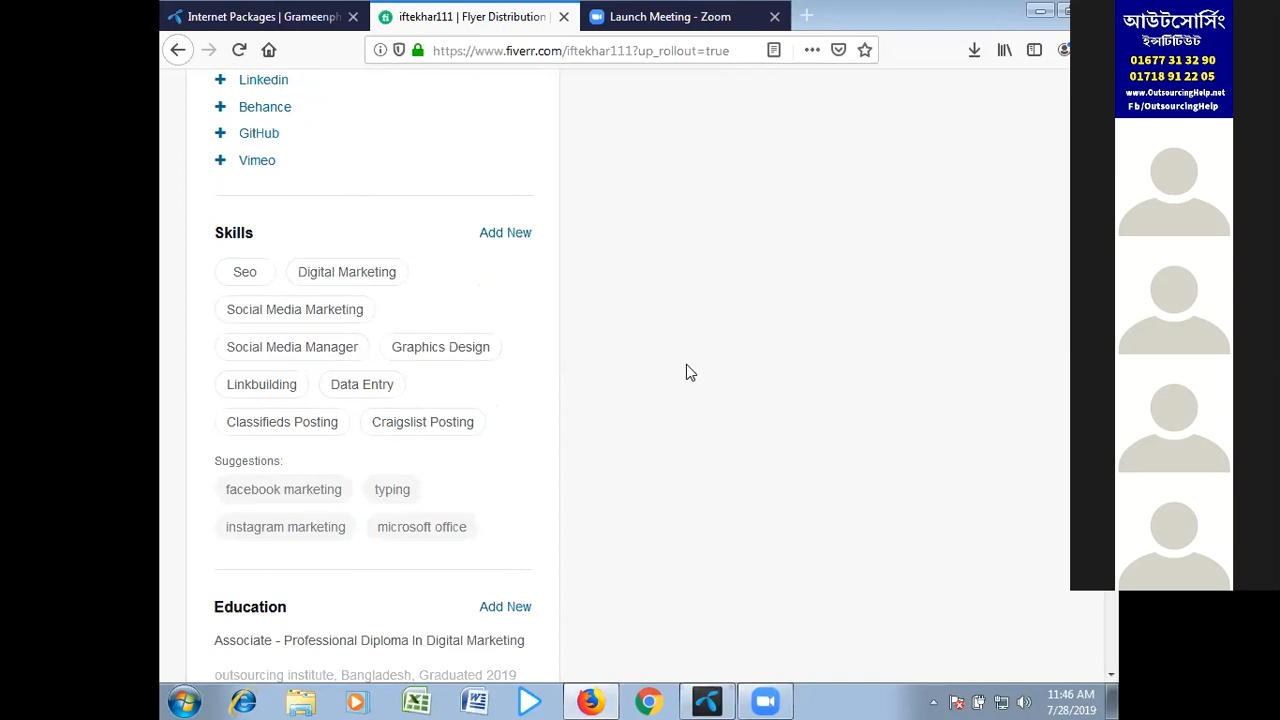 Internet Packages | Grameenph
iftekhar111 | Flyer Distribution |
Launch Meeting - Zoom
https://www.fiverr.com/iftekhar111?up_rollout=true
Linkedin
Behance
GitHub
Vimeo
Skills
Add New
Seo
Digital Marketing
Social Media Marketing
Social Media Manager
Graphics Design
Linkbuilding
Data Entry
Classifieds Posting
Craigslist Posting
Suggestions:
facebook marketing
typing
instagram marketing
microsoft office
Education
Add New
Associate - Professional Diploma In Digital Marketing
outsourcing institute, Bangladesh, Graduated 2019
আউটসোর্সিং
ইন্সটিটিউট
01677 31 32 90
01718 91 22 05
www.OutsourcingHelp.net
Fb/OutsourcingHelp
11:46 AM
7/28/2019